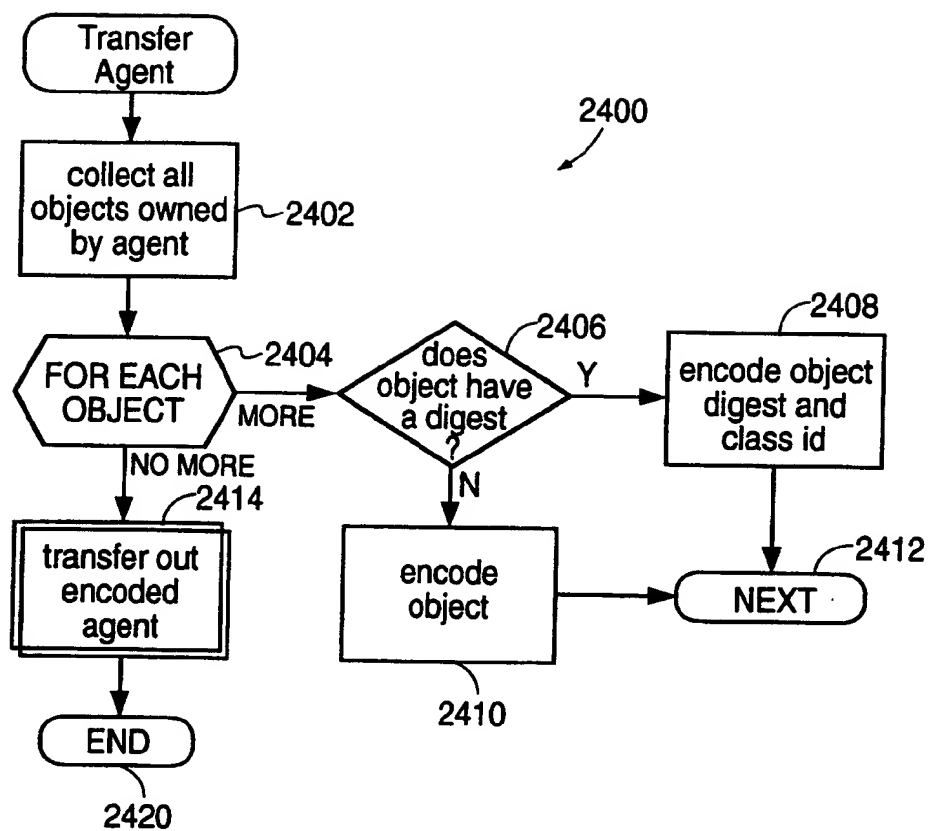 Transfer
Agent
2400
collect all
objects owned
by agent
2402
FOR EACH
OBJECT
2404
MORE
NO MORE
does
object have
a digest
?
2406
Y
N
encode object
digest and
class id
2408
encode
object
2410
NEXT
2412
transfer out
encoded
agent
2414
END
2420